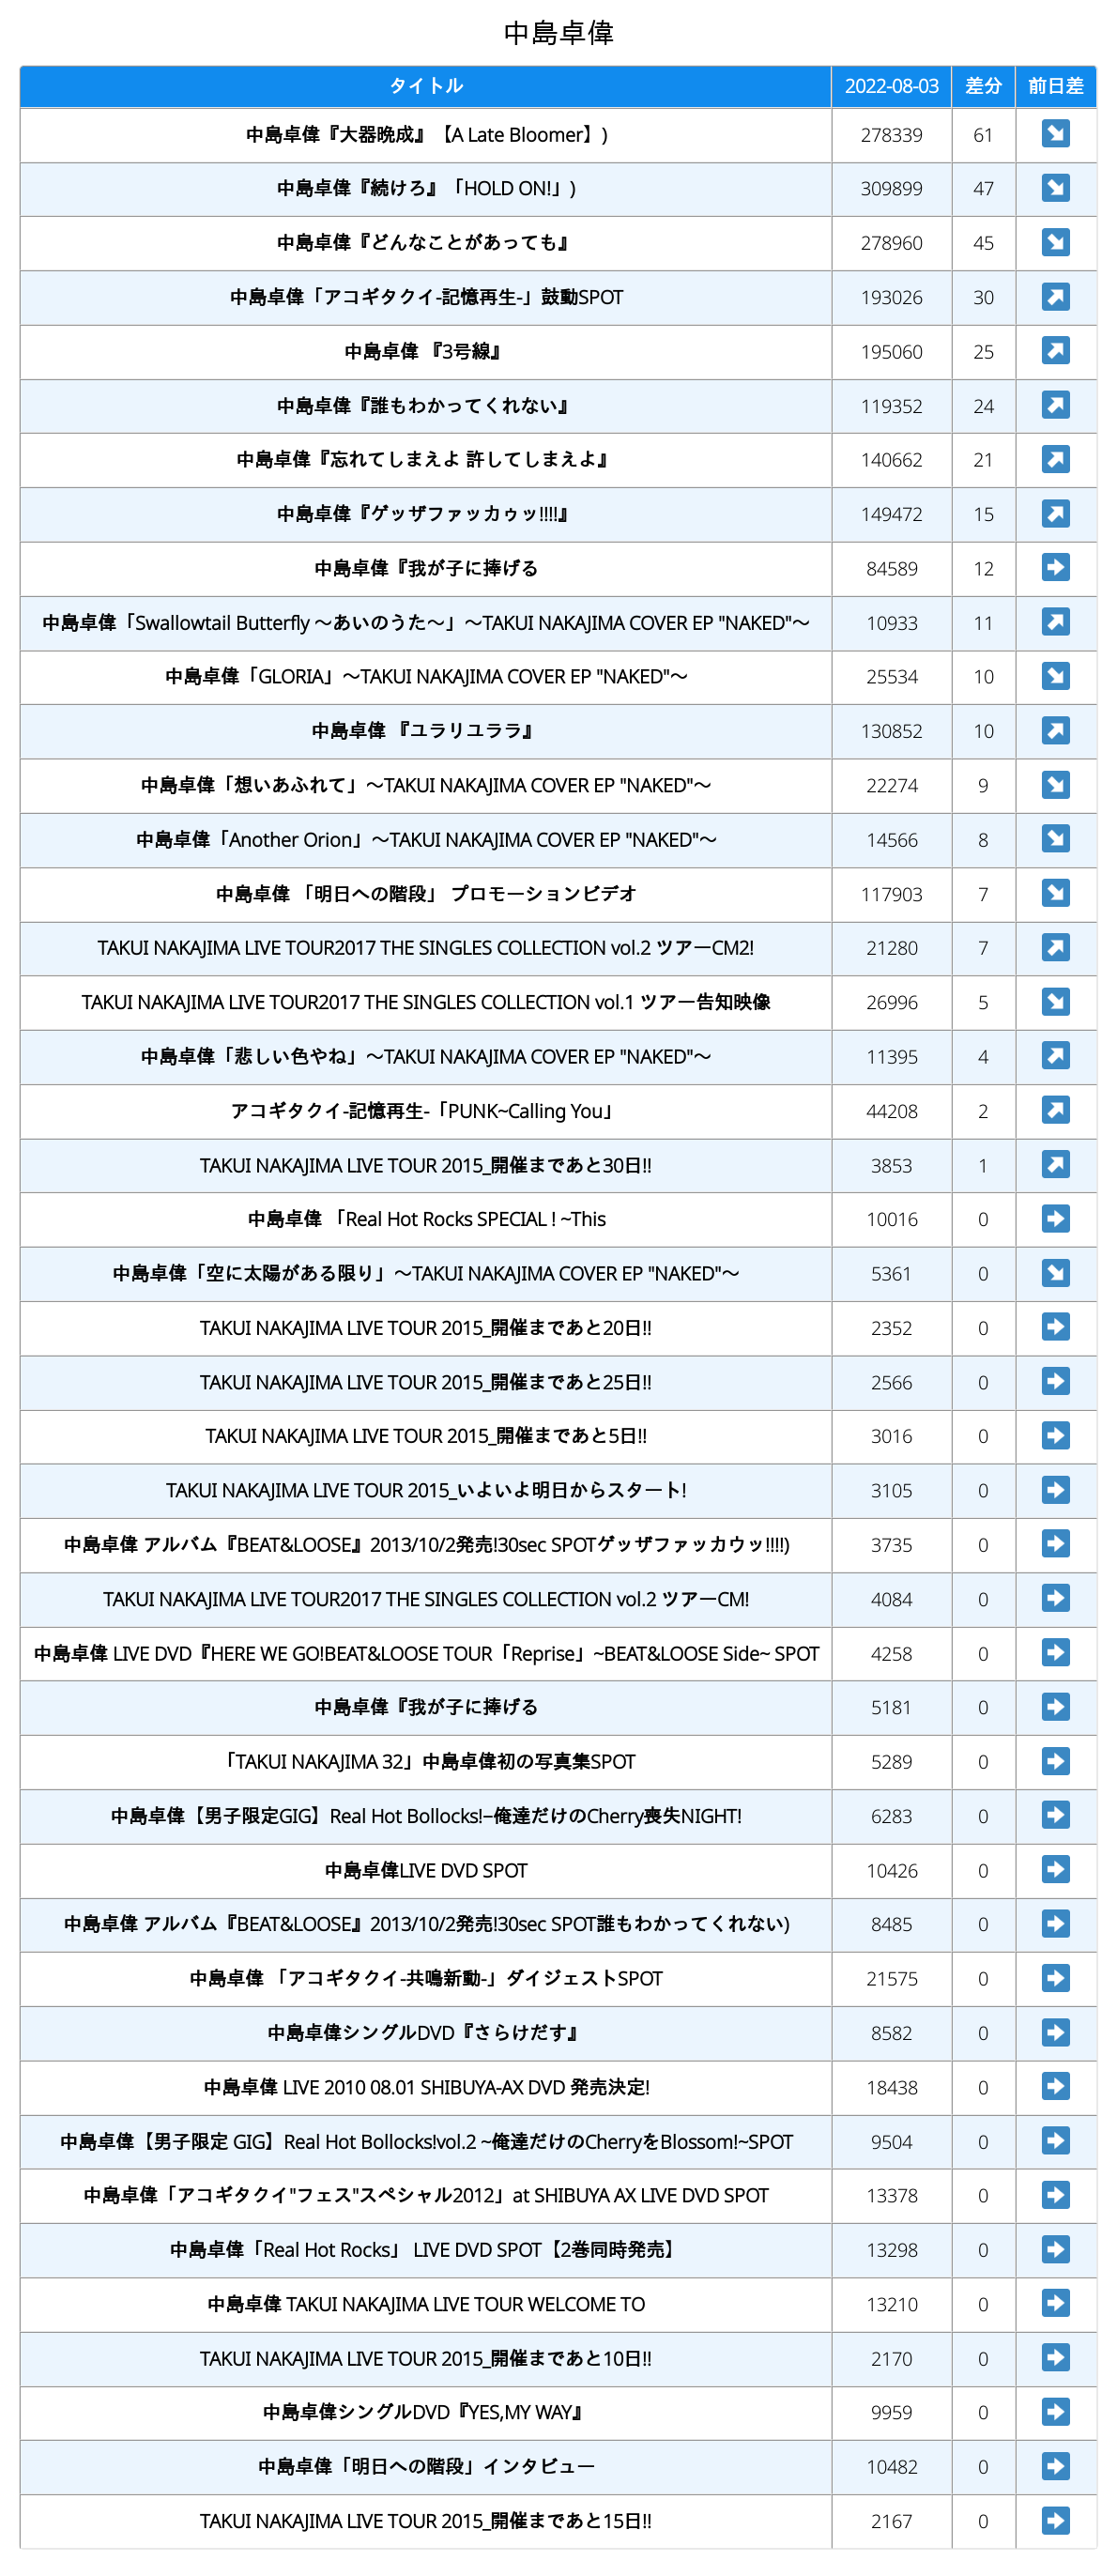 中島卓偉
タイトル 2022-08-03 差分 前日差
中島卓偉『大器晩成』【A Late Bloomer】) 278339 61 ↘
中島卓偉『続けろ』「HOLD ON!」) 309899 47 ↘
中島卓偉『どんなことがあっても』 278960 45 ↘
中島卓偉「アコギタクイ-記憶再生-」鼓動SPOT 193026 30 ↗
中島卓偉 『3号線』 195060 25 ↗
中島卓偉『誰もわかってくれない』 119352 24 ↗
中島卓偉『忘れてしまえよ 許してしまえよ』 140662 21 ↗
中島卓偉『ゲッザファッカゥッ!!!!』 149472 15 ↗
中島卓偉『我が子に捧げる 84589 12 ➡
中島卓偉「Swallowtail Butterfly 〜あいのうた〜」〜TAKUI NAKAJIMA COVER EP "NAKED"〜 10933 11 ↗
中島卓偉「GLORIA」〜TAKUI NAKAJIMA COVER EP "NAKED"〜 25534 10 ↘
中島卓偉 『ユラリユララ』 130852 10 ↗
中島卓偉「想いあふれて」〜TAKUI NAKAJIMA COVER EP "NAKED"〜 22274 9 ↘
中島卓偉「Another Orion」〜TAKUI NAKAJIMA COVER EP "NAKED"〜 14566 8 ↘
中島卓偉 「明日への階段」 プロモーションビデオ 117903 7 ↘
TAKUI NAKAJIMA LIVE TOUR2017 THE SINGLES COLLECTION vol.2 ツアーCM2! 21280 7 ↗
TAKUI NAKAJIMA LIVE TOUR2017 THE SINGLES COLLECTION vol.1 ツアー告知映像 26996 5 ↘
中島卓偉「悲しい色やね」〜TAKUI NAKAJIMA COVER EP "NAKED"〜 11395 4 ↗
アコギタクイ-記憶再生-「PUNK~Calling You」 44208 2 ↗
TAKUI NAKAJIMA LIVE TOUR 2015_開催まであと30日!! 3853 1 ↗
中島卓偉 「Real Hot Rocks SPECIAL ! ~This 10016 0 ➡
中島卓偉「空に太陽がある限り」〜TAKUI NAKAJIMA COVER EP "NAKED"〜 5361 0 ↘
TAKUI NAKAJIMA LIVE TOUR 2015_開催まであと20日!! 2352 0 ➡
TAKUI NAKAJIMA LIVE TOUR 2015_開催まであと25日!! 2566 0 ➡
TAKUI NAKAJIMA LIVE TOUR 2015_開催まであと5日!! 3016 0 ➡
TAKUI NAKAJIMA LIVE TOUR 2015_いよいよ明日からスタート! 3105 0 ➡
中島卓偉 アルバム『BEAT&LOOSE』2013/10/2発売!30sec SPOTゲッザファッカウッ!!!!) 3735 0 ➡
TAKUI NAKAJIMA LIVE TOUR2017 THE SINGLES COLLECTION vol.2 ツアーCM! 4084 0 ➡
中島卓偉 LIVE DVD『HERE WE GO!BEAT&LOOSE TOUR「Reprise」~BEAT&LOOSE Side~ SPOT 4258 0 ➡
中島卓偉『我が子に捧げる 5181 0 ➡
「TAKUI NAKAJIMA 32」中島卓偉初の写真集SPOT 5289 0 ➡
中島卓偉【男子限定GIG】Real Hot Bollocks!−俺達だけのCherry喪失NIGHT! 6283 0 ➡
中島卓偉LIVE DVD SPOT 10426 0 ➡
中島卓偉 アルバム『BEAT&LOOSE』2013/10/2発売!30sec SPOT誰もわかってくれない) 8485 0 ➡
中島卓偉 「アコギタクイ-共鳴新動-」ダイジェストSPOT 21575 0 ➡
中島卓偉シングルDVD『さらけだす』 8582 0 ➡
中島卓偉 LIVE 2010 08.01 SHIBUYA-AX DVD 発売決定! 18438 0 ➡
中島卓偉【男子限定 GIG】Real Hot Bollocks!vol.2 ~俺達だけのCherryをBlossom!~SPOT 9504 0 ➡
中島卓偉「アコギタクイ"フェス"スペシャル2012」at SHIBUYA AX LIVE DVD SPOT 13378 0 ➡
中島卓偉「Real Hot Rocks」 LIVE DVD SPOT【2巻同時発売】 13298 0 ➡
中島卓偉 TAKUI NAKAJIMA LIVE TOUR WELCOME TO 13210 0 ➡
TAKUI NAKAJIMA LIVE TOUR 2015_開催まであと10日!! 2170 0 ➡
中島卓偉シングルDVD『YES,MY WAY』 9959 0 ➡
中島卓偉「明日への階段」インタビュー 10482 0 ➡
TAKUI NAKAJIMA LIVE TOUR 2015_開催まであと15日!! 2167 0 ➡